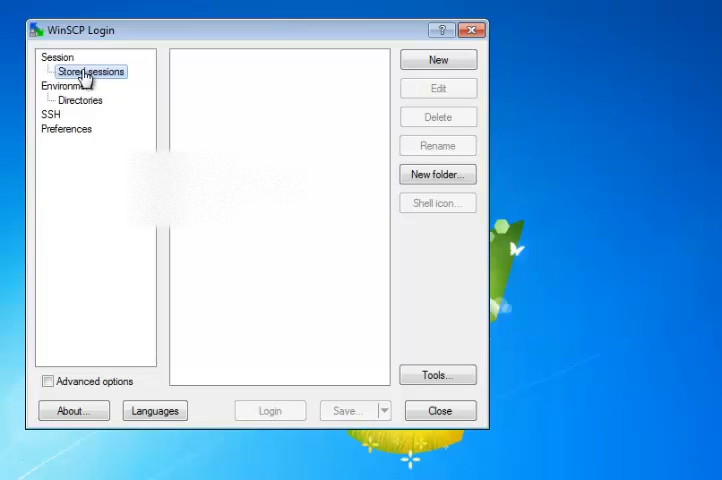 WinSCP Login
Session
Stored sessions
Environment
Directories
SSH
Preferences
New
Edit
Delete
Rename
New folder...
Shell icon...
Tools...
Advanced options
About...
Languages
Login
Save...
Close